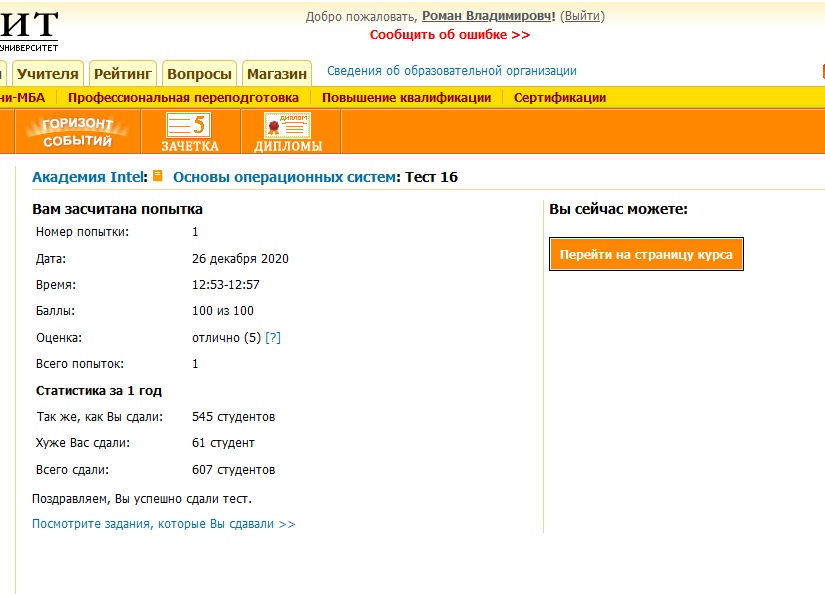 ИТ
УНИВЕРСИТЕТ
Добро пожаловать, Роман Владимировч! (Выйти)
Сообщить об ошибке >>
Учителя Рейтинг Вопросы Магазин Сведения об образовательной организации
ни-МБА Профессиональная переподготовка Повышение квалификации Сертификации
ГОРИЗОНТ СОБЫТИЙ
5
ЗАЧЕТКА
ДИПЛОМ
ДИПЛОМЫ
Академия Intel: Основы операционных систем: Тест 16
Вам засчитана попытка
Номер попытки: 1
Дата: 26 декабря 2020
Время: 12:53-12:57
Баллы: 100 из 100
Оценка: отлично (5) [?]
Всего попыток: 1
Статистика за 1 год
Так же, как Вы сдали: 545 студентов
Хуже Вас сдали: 61 студент
Всего сдали: 607 студентов
Поздравляем, Вы успешно сдали тест.
Посмотрите задания, которые Вы сдавали >>
Вы сейчас можете:
Перейти на страницу курса